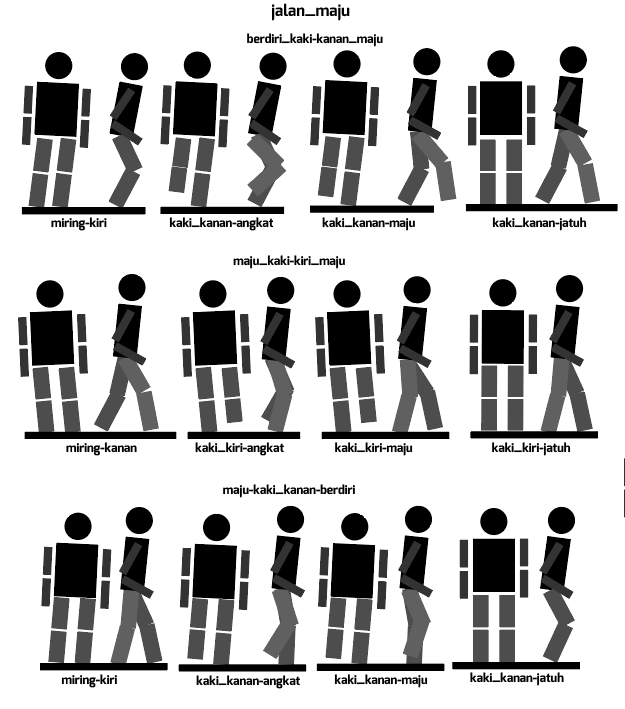 jalan_maju
berdiri_kaki-kanan_maju
miring-kiri
kaki_kanan-angkat
kaki_kanan-maju
kaki_kanan-jatuh
maju_kaki-kiri_maju
miring-kanan
kaki_kiri-angkat
kaki_kiri-maju
kaki_kiri-jatuh
maju-kaki_kanan-berdiri
miring-kiri
kaki_kanan-angkat
kaki_kanan-maju
kaki_kanan-jatuh